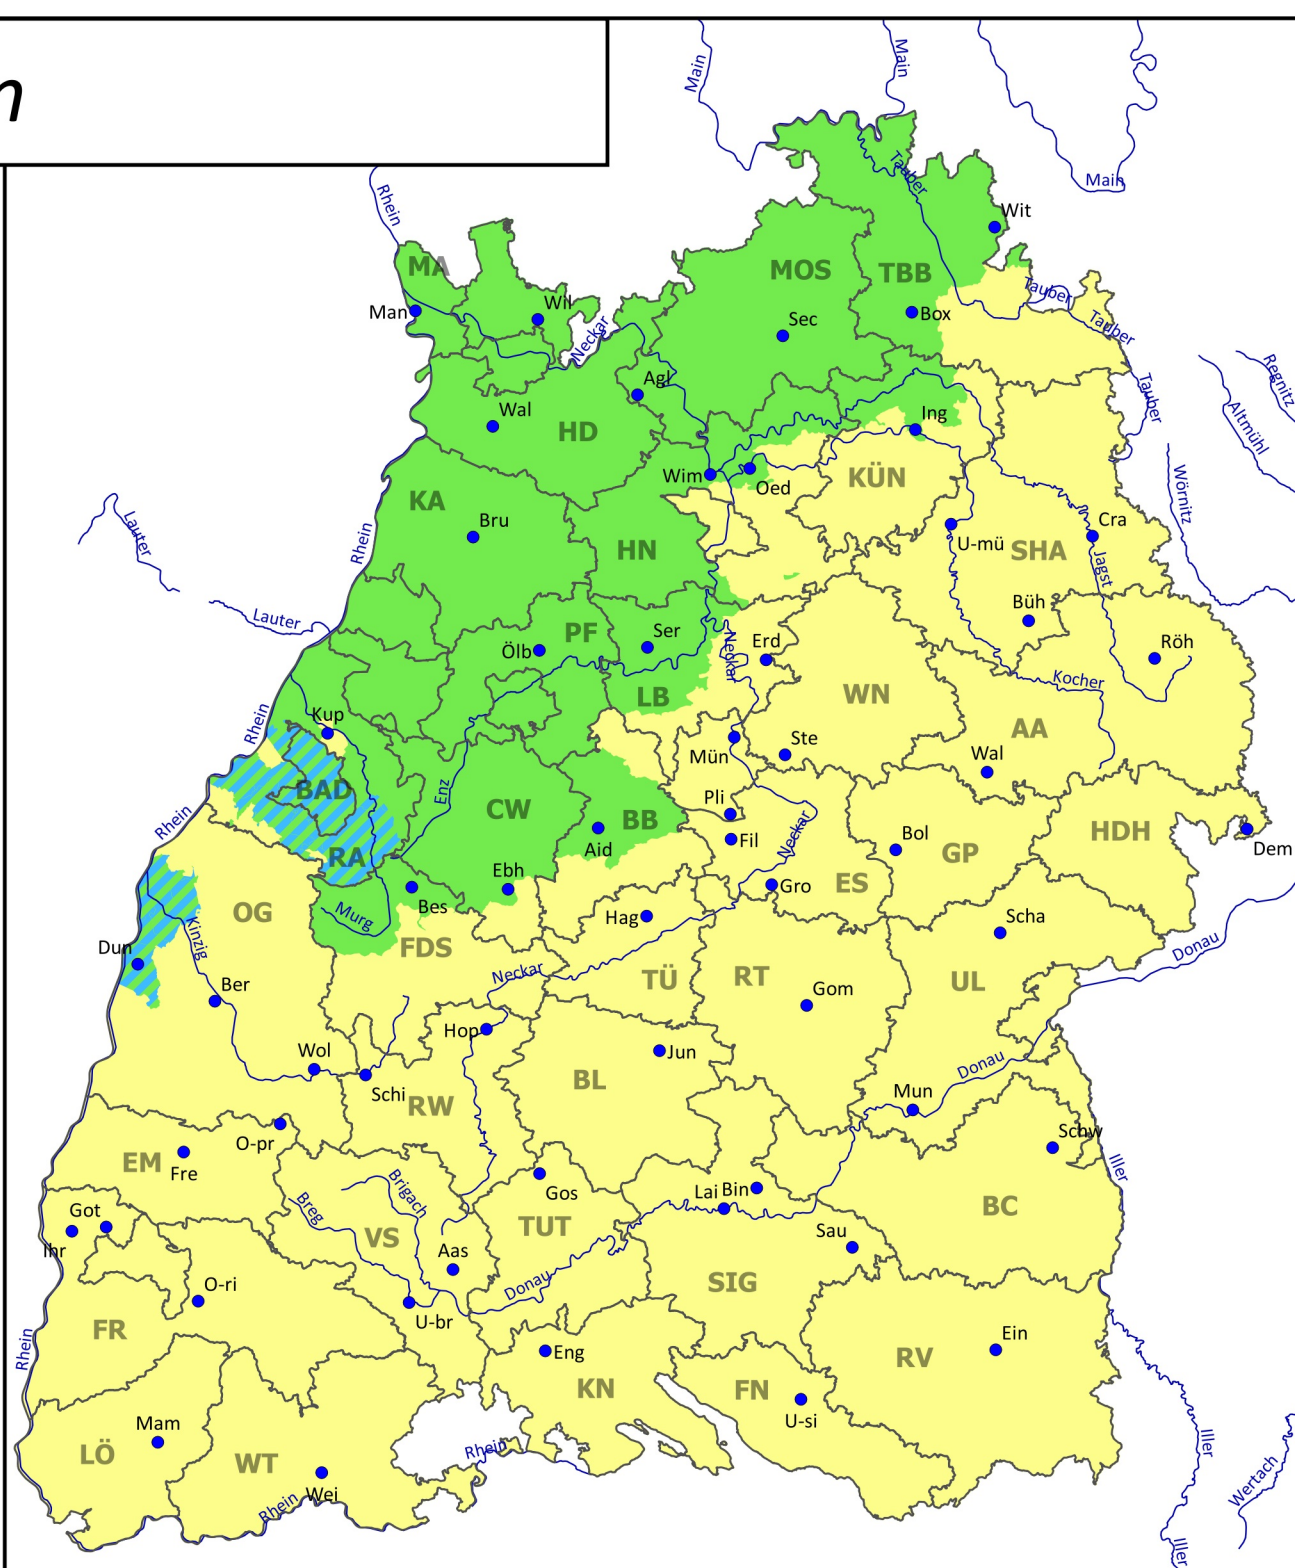 n
Main
Main
Main
Rhein
Tauber
Wit
MA
MOS
TBB
Tauber
Man
Wil
Neckar
Sec
Box
Tauber
Regnitz
Agl
Tauber
Altmühl
Wal
HD
Ing
Wim
Oed
KÜN
Wörnitz
KA
Bru
Lauter
Rhein
HN
U-mü
SHA
Cra
Jagst
Lauter
Büh
PF
Ser
Erd
Röh
Ölb
Neckar
LB
WN
Kocher
Kup
Rhein
AA
Mün
Ste
Wal
BAD
Enz
CW
Pli
BB
Rhein
Aid
Fil
Neckar
Bol
GP
HDH
Dem
RA
Ebh
Bes
Gro
ES
OG
Murg
Hag
Scha
Kinzig
FDS
Dun
Neckar
TÜ
RT
UL
Donau
Ber
Gom
Hop
Wol
Jun
Schi
BL
Donau
RW
Mun
O-pr
Schw
EM
Fre
Brigach
Gos
Lai
Bin
Iller
Breg
BC
Got
VS
TUT
Sau
Ihr
Aas
O-ri
Donau
SIG
U-br
FR
Rhein
Eng
Ein
RV
KN
FN
U-si
Mam
LÖ
WT
Rhein
Iller
Wei
Rhein
Wertach
Iller